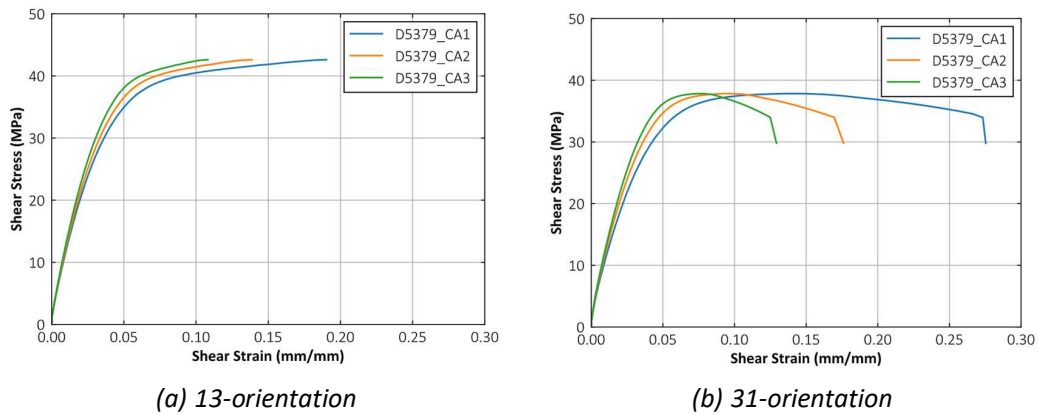 50
40
30
20
10
0
Shear Stress (MPa)
D5379_CA1
D5379_CA2
D5379_CA3
0.00 0.05 0.10 0.15 0.20 0.25 0.30
Shear Strain (mm/mm)
(a) 13-orientation
50
40
30
20
10
0
Shear Stress (MPa)
D5379_CA1
D5379_CA2
D5379_CA3
0.00 0.05 0.10 0.15 0.20 0.25 0.30
Shear Strain (mm/mm)
(b) 31-orientation